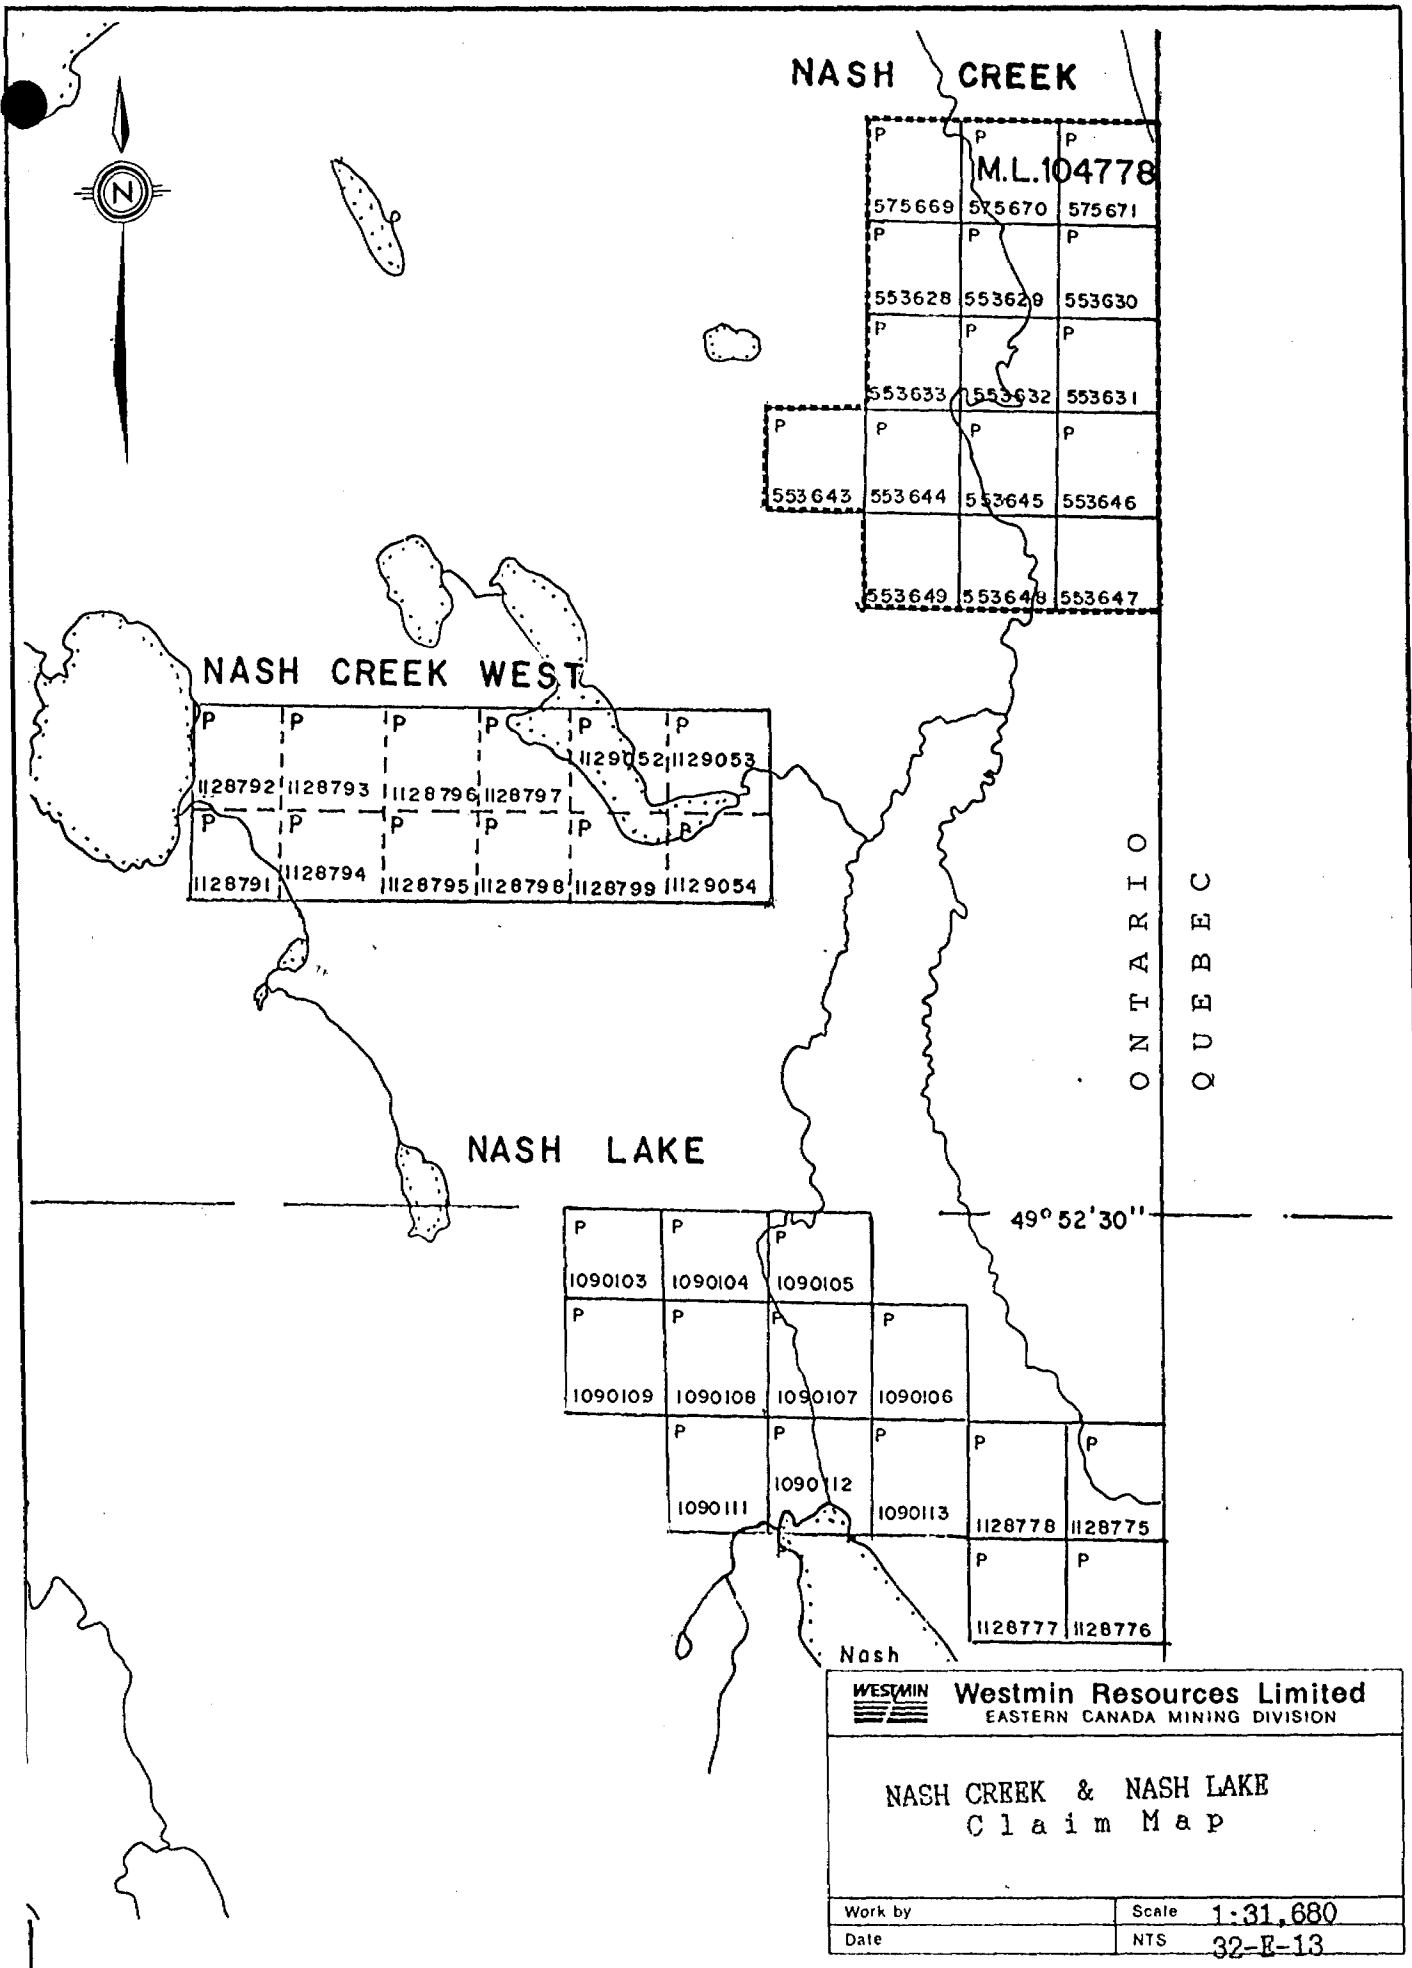 NASH CREEK
N
P P P
M.L.104778
575669 575670 575671
P P P
553628 553629 553630
P P P
553633 553632 553631
P P P P
553643 553644 553645 553646
553649 553648 553647
NASH CREEK WEST
P P P P P P
1129052 1129053
1128792 1128793 1128796 1128797
P P P P P P
1128791 1128794 1128795 1128798 1128799 1129054
ONTARIO
QUEBEC
NASH LAKE
49° 52' 30"
P P P
1090103 1090104 1090105
P P P P
1090109 1090108 1090107 1090106
P P P P P
1090112
1090111 1090113 1128778 1128775
P P P
1128777 1128776
Nash
WESTMIN Westmin Resources Limited
EASTERN CANADA MINING DIVISION
NASH CREEK & NASH LAKE
Claim Map
Work by Scale 1:31,680
Date NTS 32-E-13